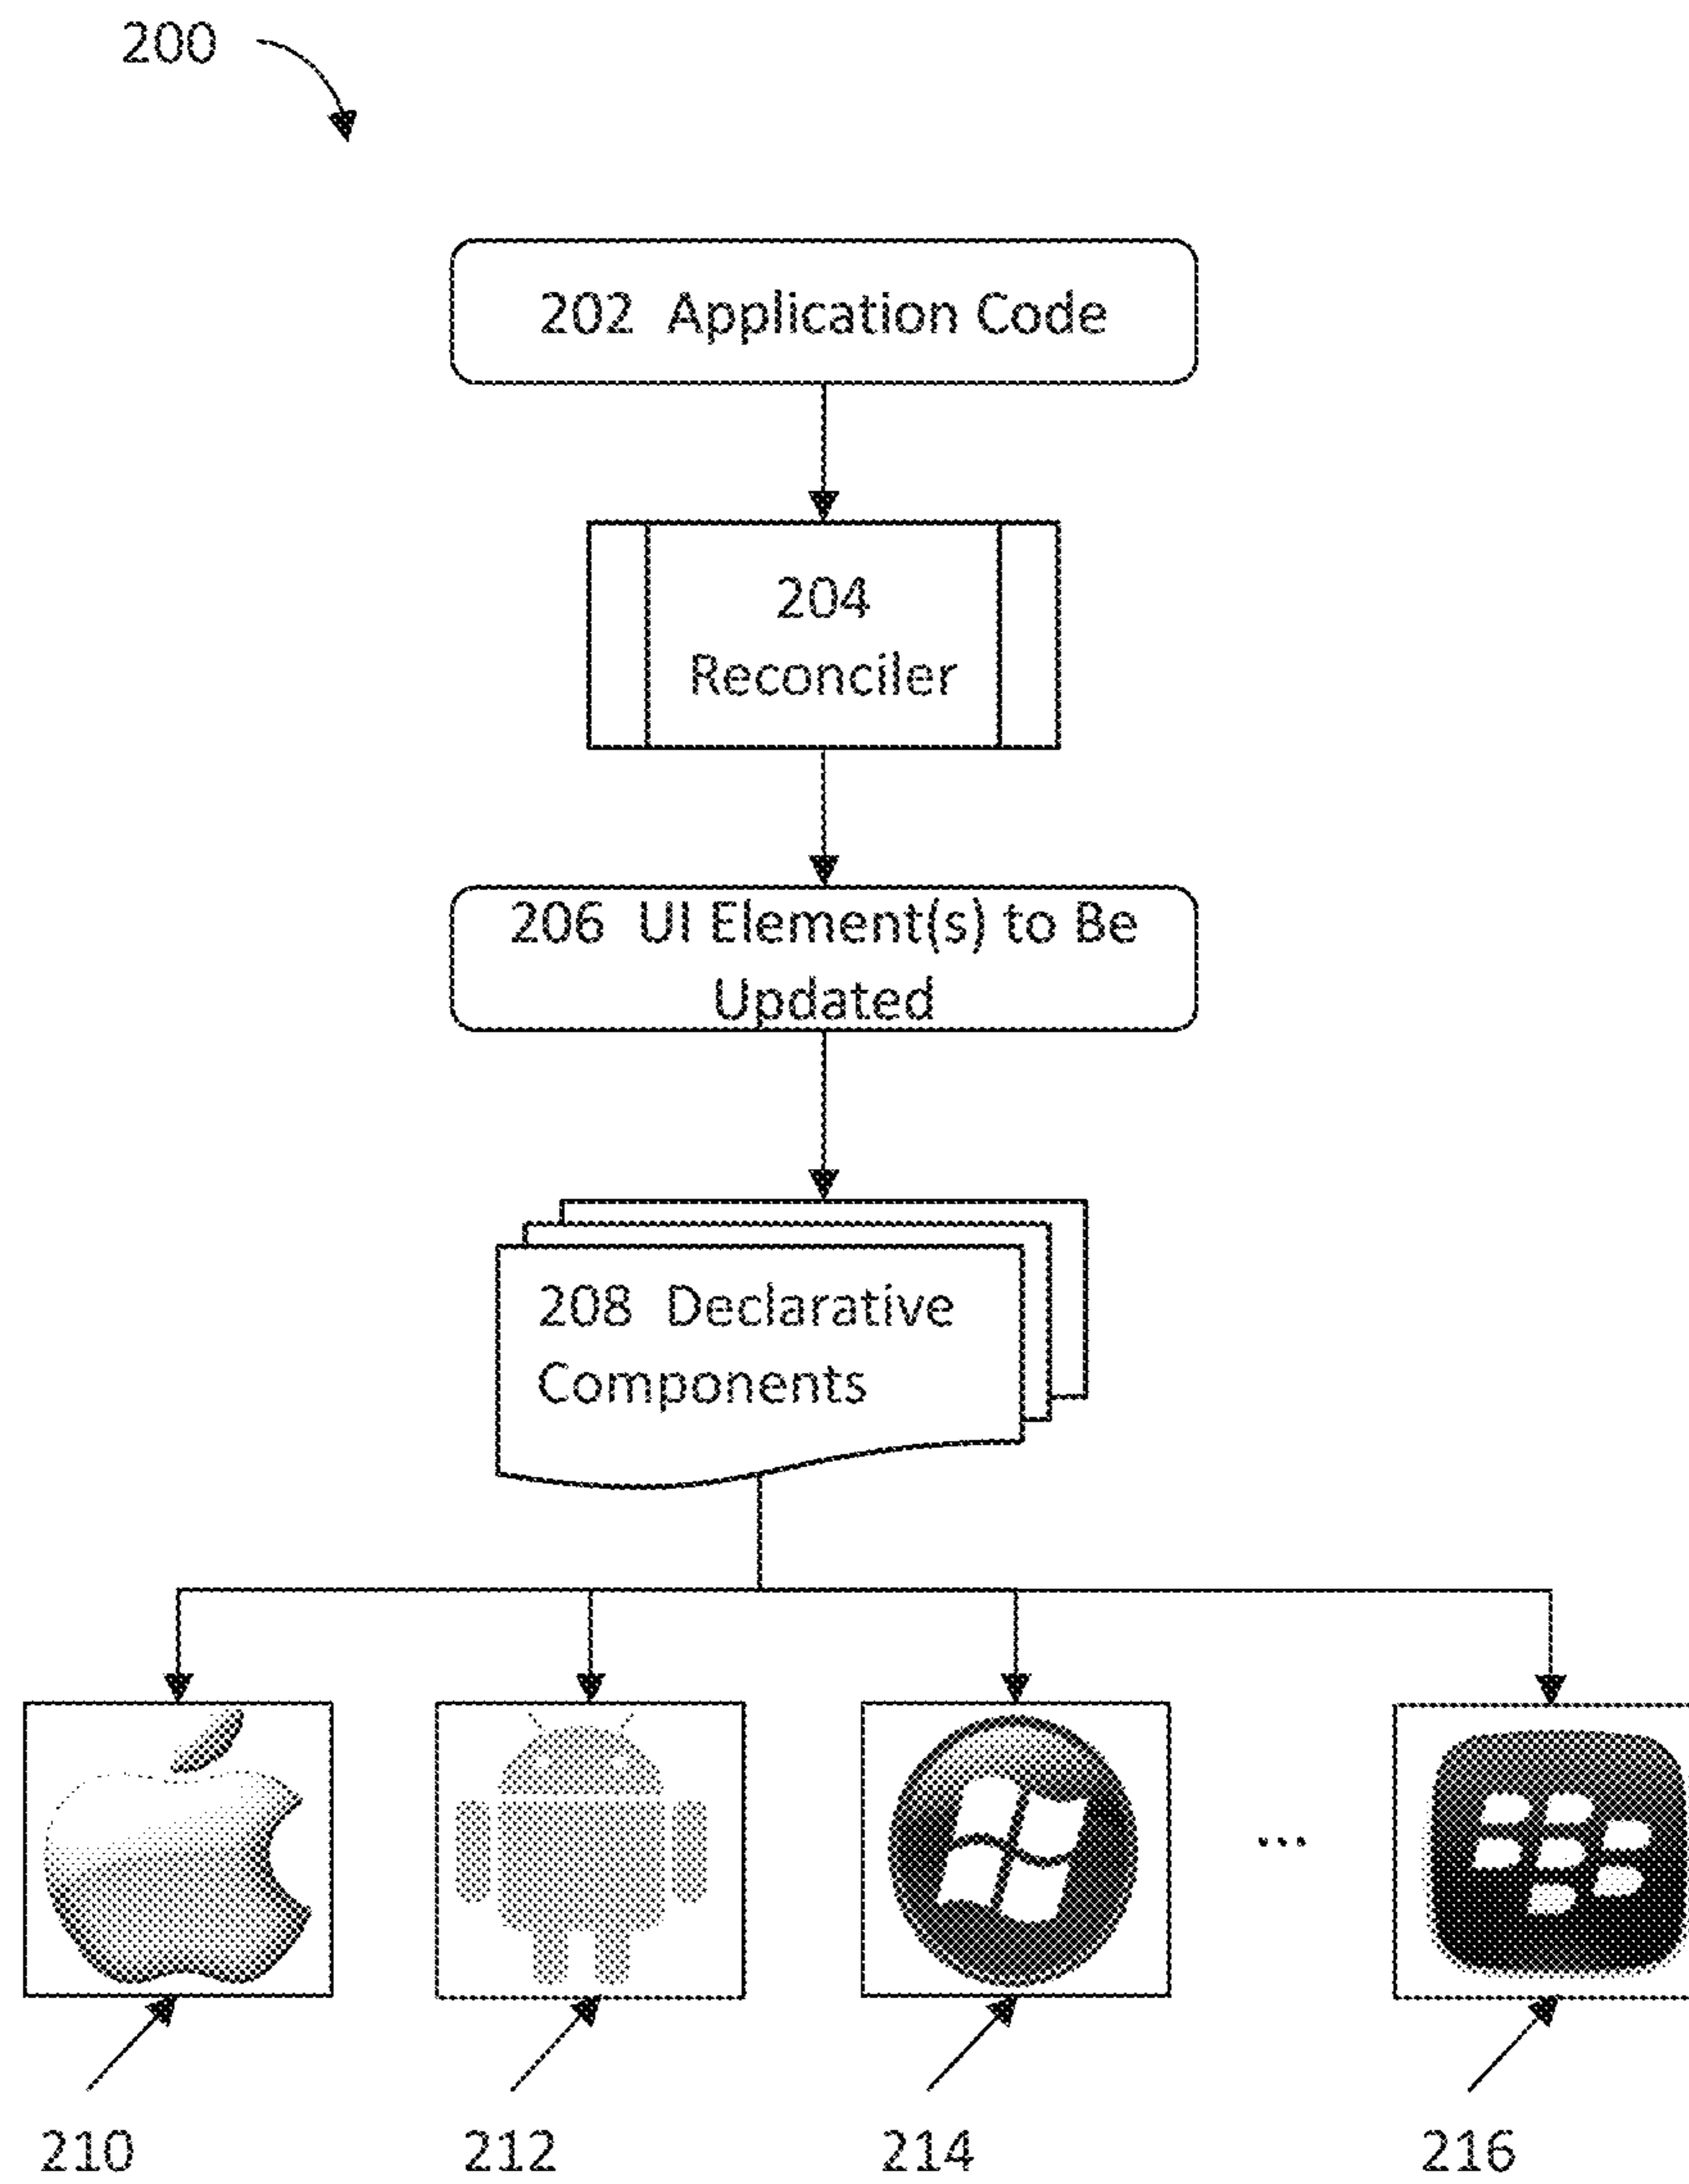 200
202 Application Code
204
Reconciler
206 UI Element(s) to Be
Updated
208 Declarative
Components
...
210 212 214 216